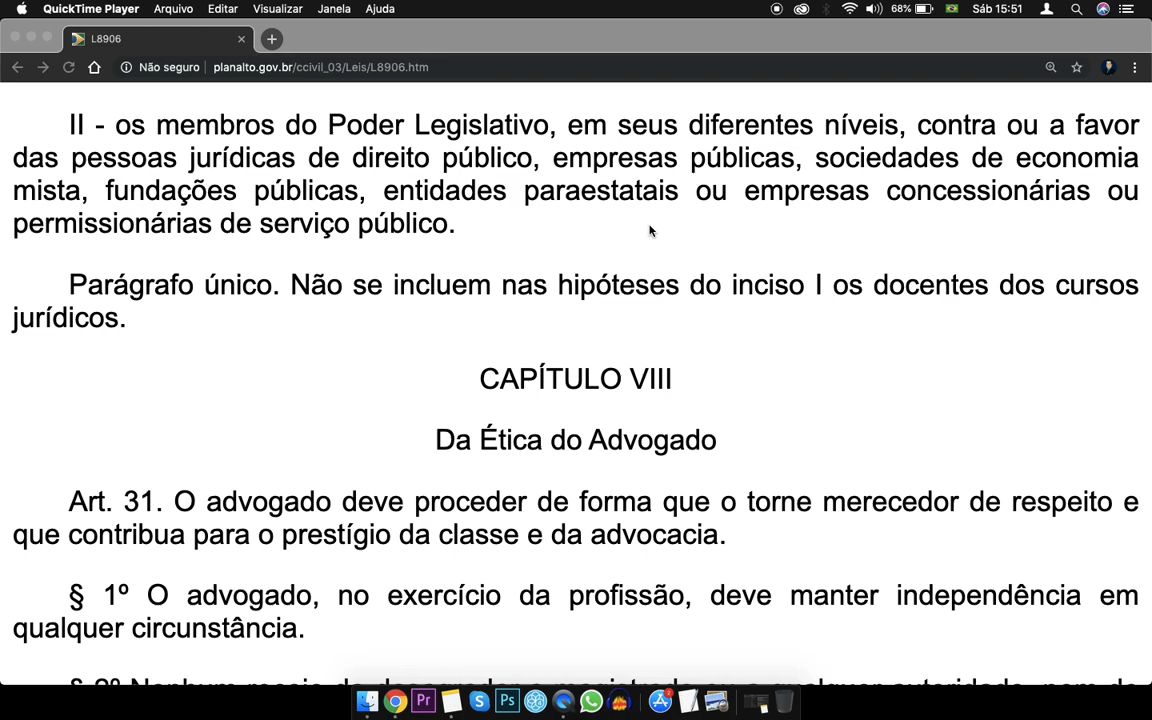 QuickTime Player Arquivo Editar Visualizar Janela Ajuda 68% Sáb 15:51
L8906
Não seguro planalto.gov.br/ccivil_03/Leis/L8906.htm
II - os membros do Poder Legislativo, em seus diferentes níveis, contra ou a favor
das pessoas jurídicas de direito público, empresas públicas, sociedades de economia
mista, fundações públicas, entidades paraestatais ou empresas concessionárias ou
permissionárias de serviço público.
Parágrafo único. Não se incluem nas hipóteses do inciso I os docentes dos cursos
jurídicos.
CAPÍTULO VIII
Da Ética do Advogado
Art. 31. O advogado deve proceder de forma que o torne merecedor de respeito e
que contribua para o prestígio da classe e da advocacia.
§ 1º O advogado, no exercício da profissão, deve manter independência em
qualquer circunstância.
Pr Ps